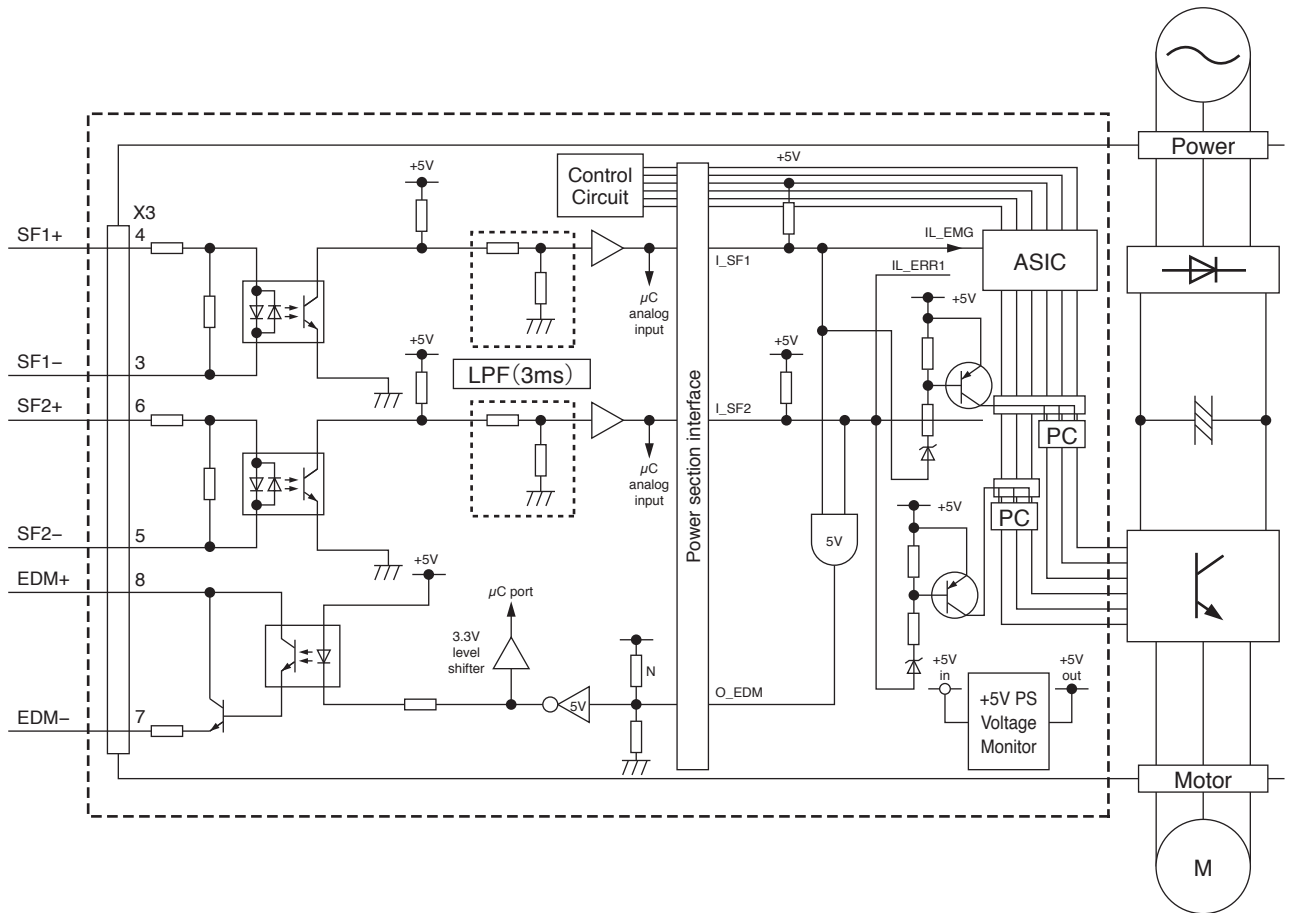 Power
+5V
+5V
Control
Circuit
X3
SF1+
4
IL_EMG
ASIC
I_SF1
IL_ERR1
µC
analog
input
+5V
+5V
+5V
SF1−
3
LPF(3ms)
SF2+
6
I_SF2
PC
µC
analog
input
Power section interface
+5V
PC
5V
SF2−
5
+5V
EDM+
8
µC port
3.3V
level
shifter
N
+5V
in
+5V
out
O_EDM
EDM−
7
5V
+5V PS
Voltage
Monitor
Motor
M